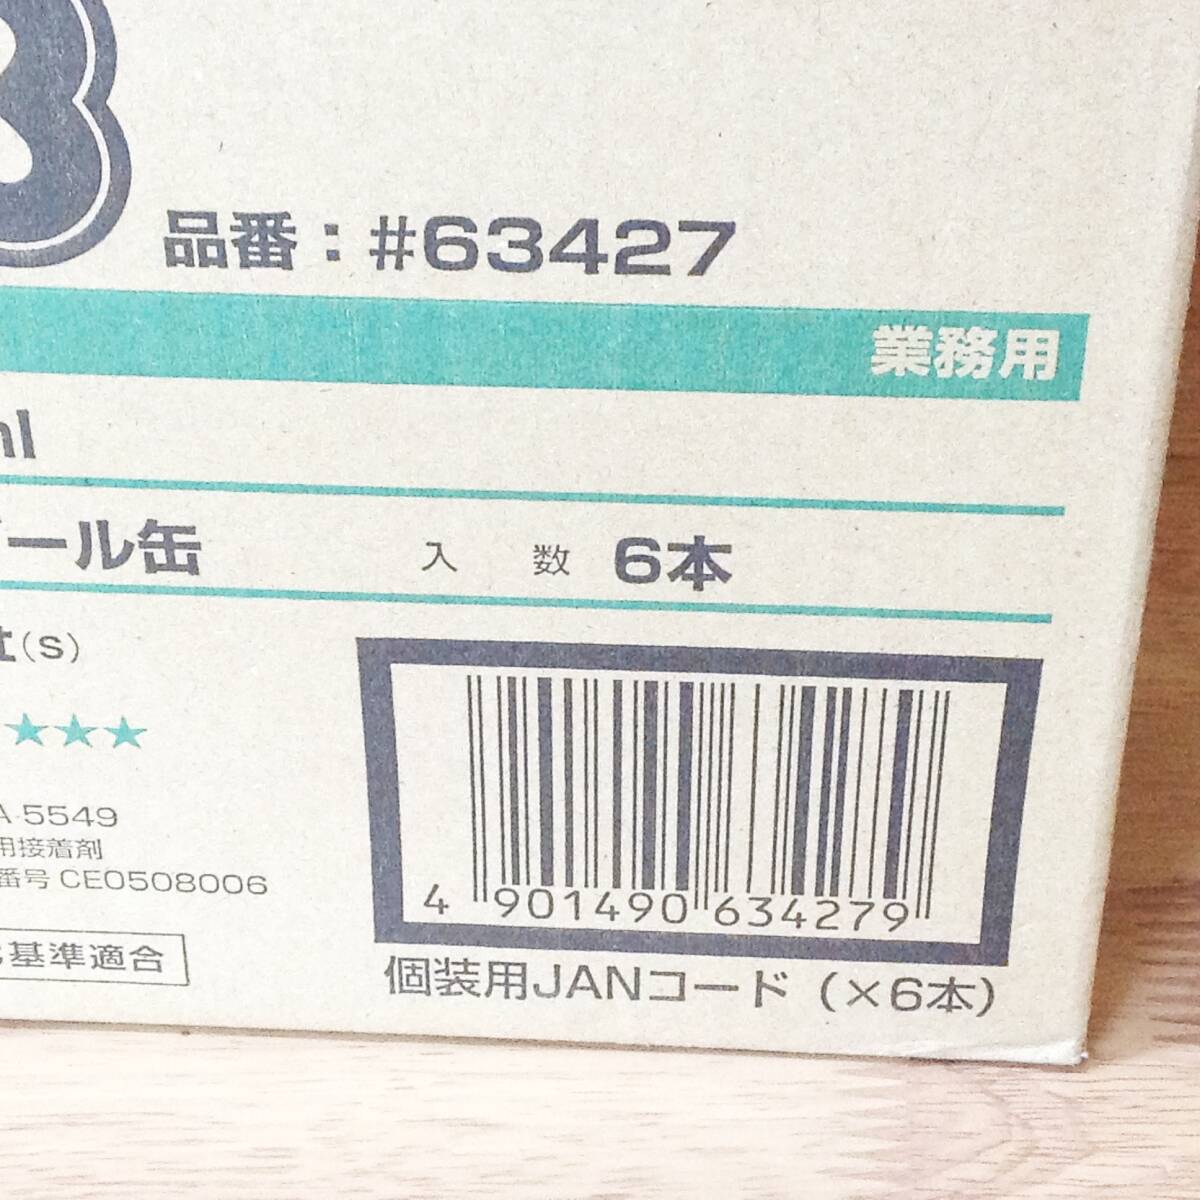 品番：#63427
業務用
ml
ール缶 入 数 6本
t(s)
★★★
A-5549
用接着剤
番号 CE0508006
基準適合
4 901490 634279
個装用JANコード（×6本）